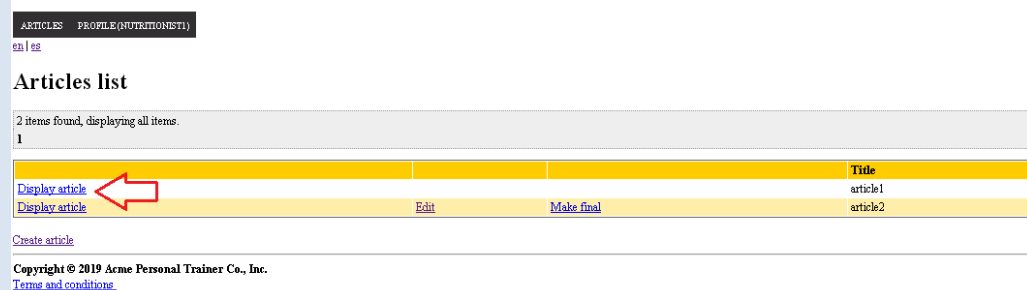 ARTICLES PROFILE (NUTRITIONIST1)
en | es
Articles list
2 items found, displaying all items.
1
Title
Display article article1
Display article Edit Make final article2
Create article
Copyright © 2019 Acme Personal Trainer Co., Inc.
Terms and conditions